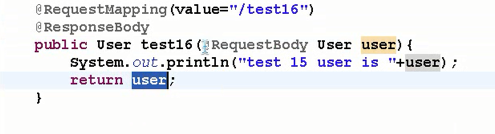 @RequestMapping(value="/test16")
@ResponseBody
public User test16(@RequestBody User user){
System.out.println("test 15 user is "+user);
return user;
}